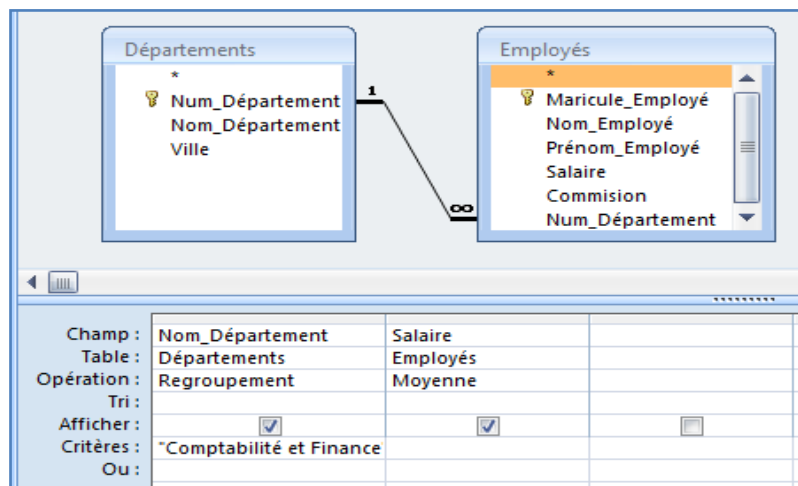 Départements
*
Num_Département
Nom_Département
Ville
1
∞
Employés
*
Maricule_Employé
Nom_Employé
Prénom_Employé
Salaire
Commision
Num_Département
Champ : Nom_Département Salaire
Table : Départements Employés
Opération : Regroupement Moyenne
Tri :
Afficher :
Critères : "Comptabilité et Finance
Ou :